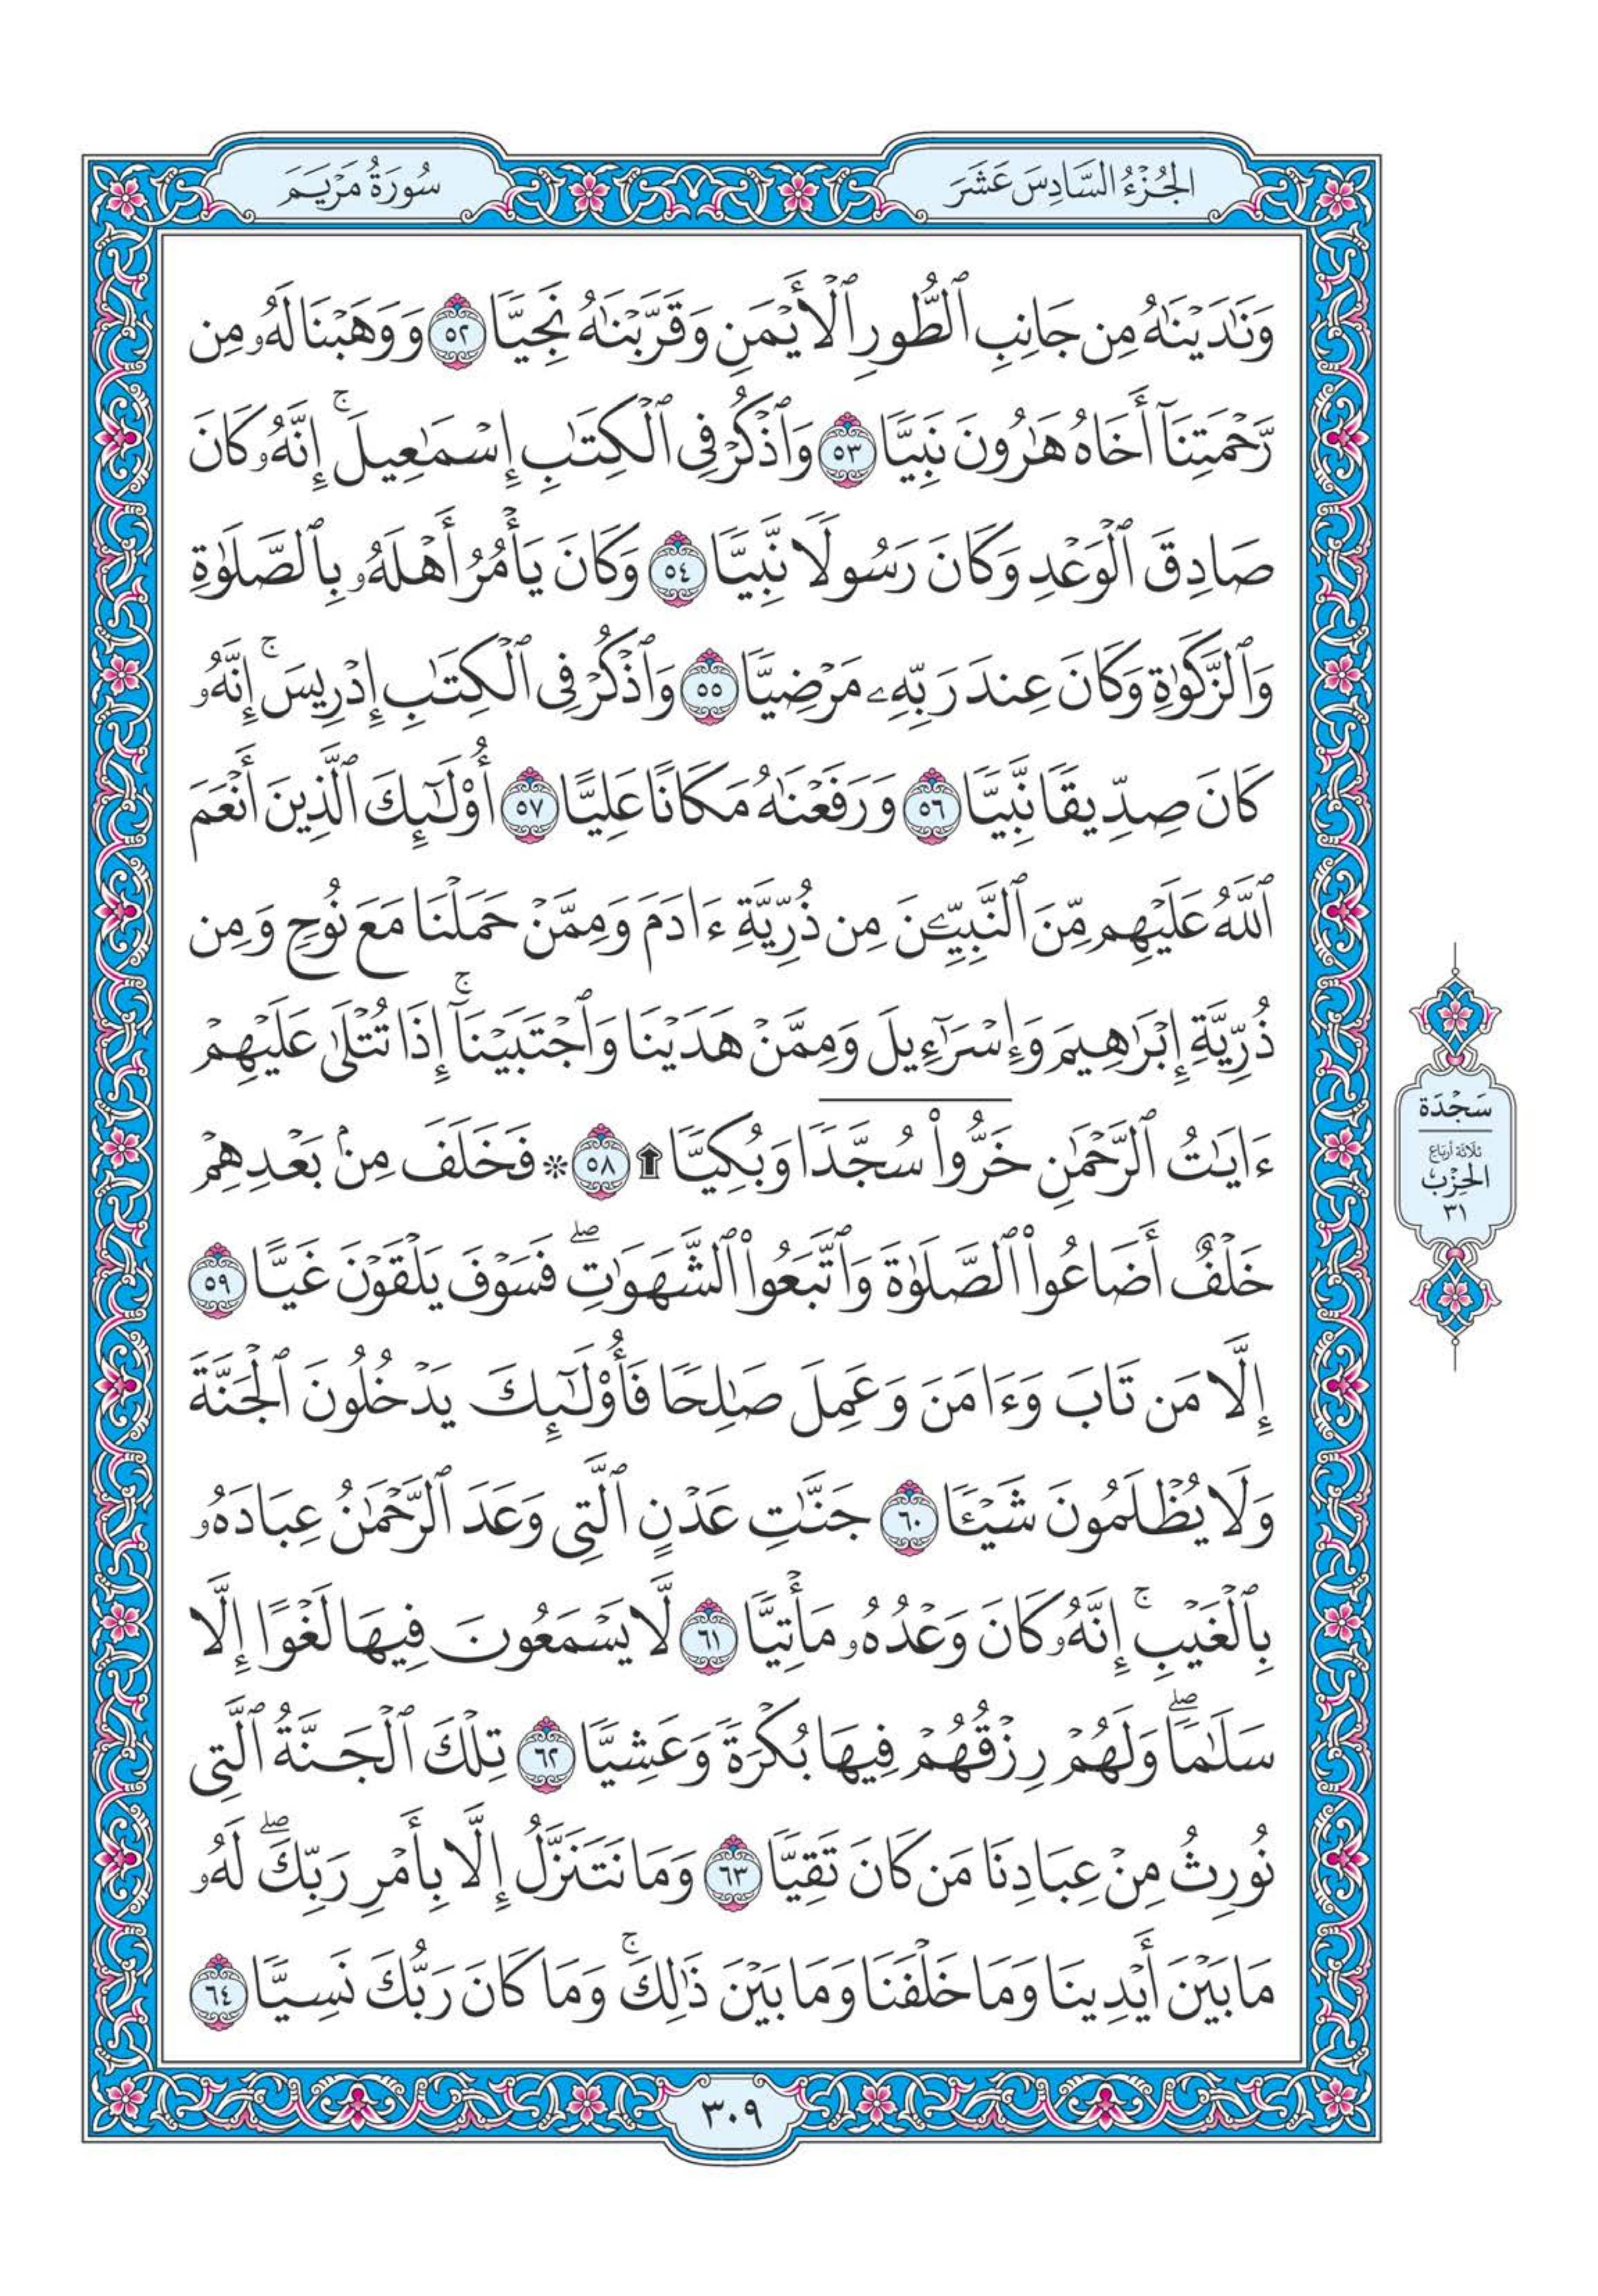 الجُزْءُ السَّادِسَ عَشَرَ
سُورَةُ مَرْيَمَ
وَنَٰدَيْنَٰهُ مِن جَانِبِ ٱلطُّورِ ٱلْأَيْمَنِ وَقَرَّبْنَٰهُ نَجِيًّا ٥٢ وَوَهَبْنَا لَهُۥ مِن
رَّحْمَتِنَآ أَخَاهُ هَٰرُونَ نَبِيًّا ٥٣ وَٱذْكُرْ فِى ٱلْكِتَٰبِ إِسْمَٰعِيلَ ۚ إِنَّهُۥ كَانَ
صَادِقَ ٱلْوَعْدِ وَكَانَ رَسُولًا نَّبِيًّا ٥٤ وَكَانَ يَأْمُرُ أَهْلَهُۥ بِٱلصَّلَوٰةِ
وَٱلزَّكَوٰةِ وَكَانَ عِندَ رَبِّهِۦ مَرْضِيًّا ٥٥ وَٱذْكُرْ فِى ٱلْكِتَٰبِ إِدْرِيسَ ۚ إِنَّهُۥ
كَانَ صِدِّيقًا نَّبِيًّا ٥٦ وَرَفَعْنَٰهُ مَكَانًا عَلِيًّا ٥٧ أُو۟لَٰٓئِكَ ٱلَّذِينَ أَنْعَمَ
ٱللَّهُ عَلَيْهِم مِّنَ ٱلنَّبِيِّـۧنَ مِن ذُرِّيَّةِ ءَادَمَ وَمِمَّنْ حَمَلْنَا مَعَ نُوحٍ وَمِن
ذُرِّيَّةِ إِبْرَٰهِيمَ وَإِسْرَٰٓءِيلَ وَمِمَّنْ هَدَيْنَا وَٱجْتَبَيْنَآ ۚ إِذَا تُتْلَىٰ عَلَيْهِمْ
ءَايَٰتُ ٱلرَّحْمَٰنِ خَرُّوا۟ سُجَّدًا وَبُكِيًّا ۩ ٥٨ ۞ فَخَلَفَ مِنۢ بَعْدِهِمْ
خَلْفٌ أَضَاعُوا۟ ٱلصَّلَوٰةَ وَٱتَّبَعُوا۟ ٱلشَّهَوَٰتِ ۖ فَسَوْفَ يَلْقَوْنَ غَيًّا ٥٩
إِلَّا مَن تَابَ وَءَامَنَ وَعَمِلَ صَٰلِحًا فَأُو۟لَٰٓئِكَ يَدْخُلُونَ ٱلْجَنَّةَ
وَلَا يُظْلَمُونَ شَيْـًٔا ٦٠ جَنَّٰتِ عَدْنٍ ٱلَّتِى وَعَدَ ٱلرَّحْمَٰنُ عِبَادَهُۥ
بِٱلْغَيْبِ ۚ إِنَّهُۥ كَانَ وَعْدُهُۥ مَأْتِيًّا ٦١ لَّا يَسْمَعُونَ فِيهَا لَغْوًا إِلَّا
سَلَٰمًا ۖ وَلَهُمْ رِزْقُهُمْ فِيهَا بُكْرَةً وَعَشِيًّا ٦٢ تِلْكَ ٱلْجَنَّةُ ٱلَّتِى
نُورِثُ مِنْ عِبَادِنَا مَن كَانَ تَقِيًّا ٦٣ وَمَا نَتَنَزَّلُ إِلَّا بِأَمْرِ رَبِّكَ ۖ لَهُۥ
مَا بَيْنَ أَيْدِينَا وَمَا خَلْفَنَا وَمَا بَيْنَ ذَٰلِكَ ۚ وَمَا كَانَ رَبُّكَ نَسِيًّا ٦٤
سَجْدَة
ثَلَاثَة أَرْبَاع
الحِزْب
٣١
٣٠٩